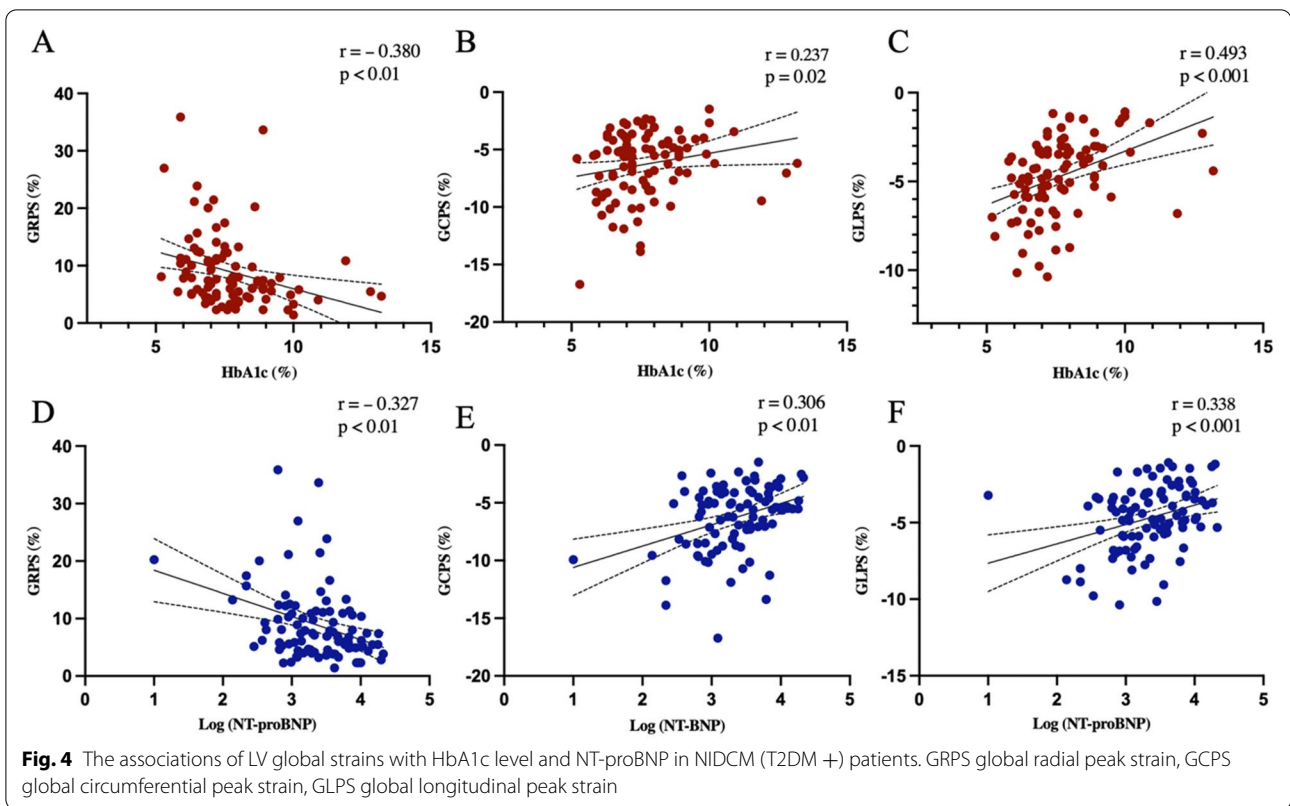 A
r = – 0.380
p < 0.01
40
30
20
10
0
GRPS (%)
5
10
15
HbA1c (%)
B
r = 0.237
p = 0.02
0
-5
-10
-15
-20
GCPS (%)
5
10
15
HbA1c (%)
C
r = 0.493
p < 0.001
0
-5
-10
GLPS (%)
5
10
15
HbA1c (%)
D
r = – 0.327
p < 0.01
40
30
20
10
0
GRPS (%)
0
1
2
3
4
5
Log (NT-proBNP)
E
r = 0.306
p < 0.01
0
-5
-10
-15
-20
GCPS (%)
0
1
2
3
4
5
Log (NT-BNP)
F
r = 0.338
p < 0.001
0
-5
-10
-15
GLPS (%)
0
1
2
3
4
5
Log (NT-proBNP)
Fig. 4 The associations of LV global strains with HbA1c level and NT-proBNP in NIDCM (T2DM +) patients. GRPS global radial peak strain, GCPS
global circumferential peak strain, GLPS global longitudinal peak strain